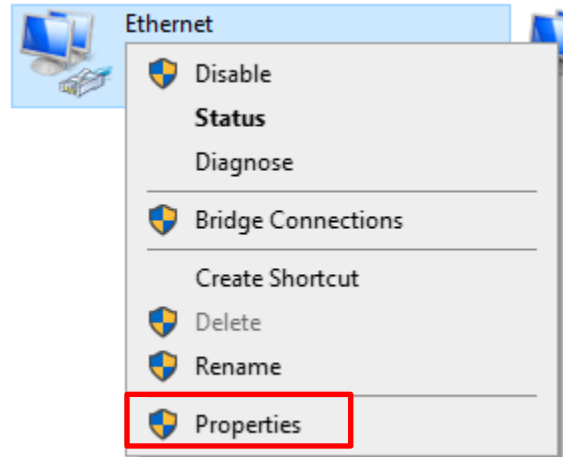 Ethernet
Disable
Status
Diagnose
Bridge Connections
Create Shortcut
Delete
Rename
Properties